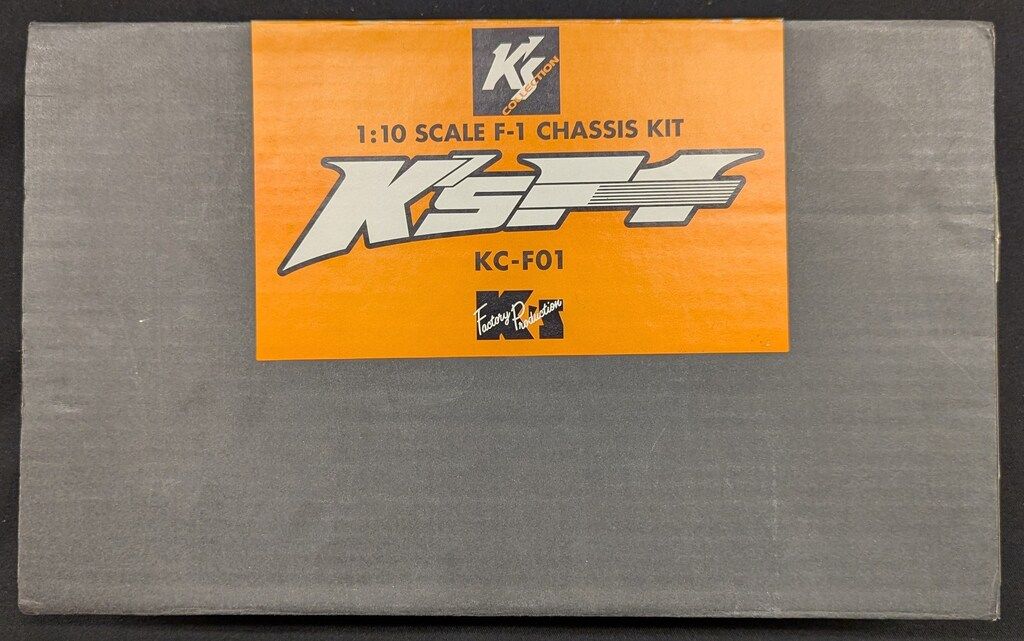 K's
COLLECTION
1:10 SCALE F-1 CHASSIS KIT
K'S F-1
KC-F01
K's
Factory Production